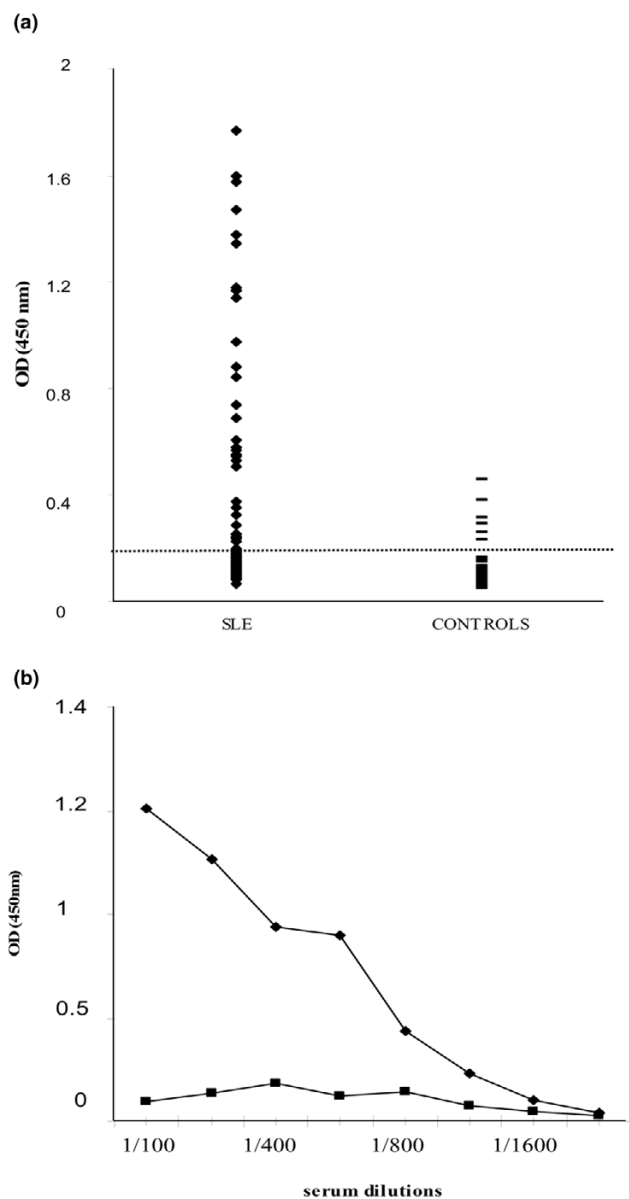 (a)
2
1.6
1.2
0.8
0.4
0
OD (450 nm)
SLE CONTROLS
(b)
1.4
1.2
1
0.5
0
OD (450nm)
1/100 1/400 1/800 1/1600
serum dilutions